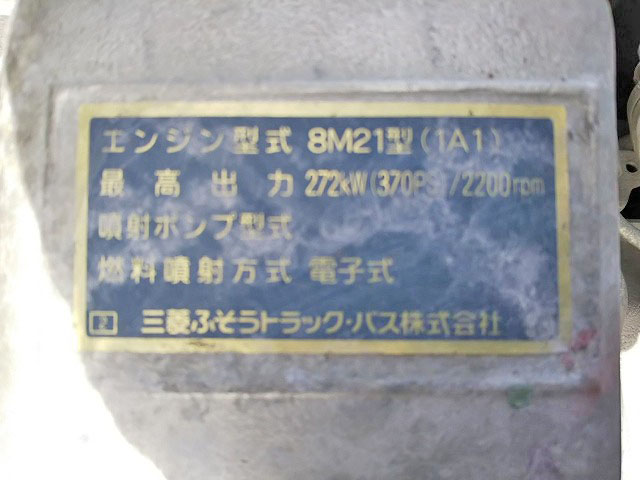 エンジン型式 8M21型(1A1)
最高出力 272kW(370PS)/2200rpm
噴射ポンプ型式
燃料噴射方式 電子式
2 三菱ふそうトラック・バス株式会社